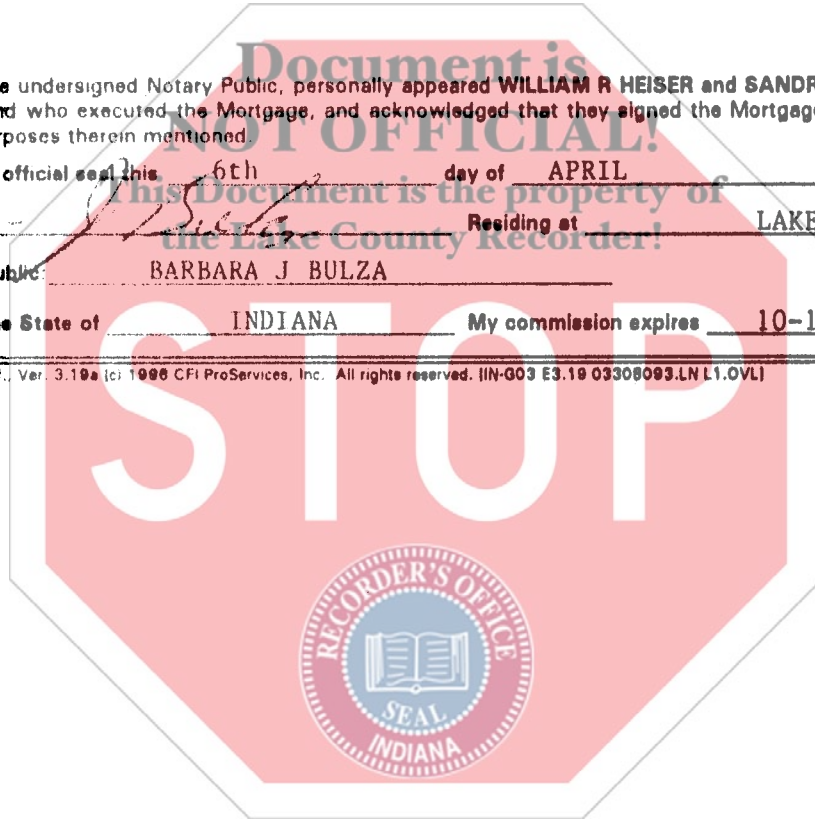 Document is
e undersigned Notary Public, personally appeared WILLIAM R HEISER and SANDR
d who executed the Mortgage, and acknowledged that they signed the Mortgag
NOT OFFICIAL!
poses therein mentioned.
official seal this 6th day of APRIL
This Document is the property of
Residing at LAKE
the Lake County Recorder!
ublic: BARBARA J BULZA
e State of INDIANA My commission expires 10-1
., Ver. 3.19a (c) 1996 CFI ProServices, Inc. All rights reserved. [IN-G03 E3.19 03308093.LN L1.OVL]
STOP
RECORDER'S OFFICE
SEAL
INDIANA